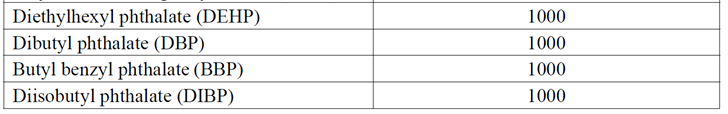 Diethylhexyl phthalate (DEHP) 1000
Dibutyl phthalate (DBP) 1000
Butyl benzyl phthalate (BBP) 1000
Diisobutyl phthalate (DIBP) 1000